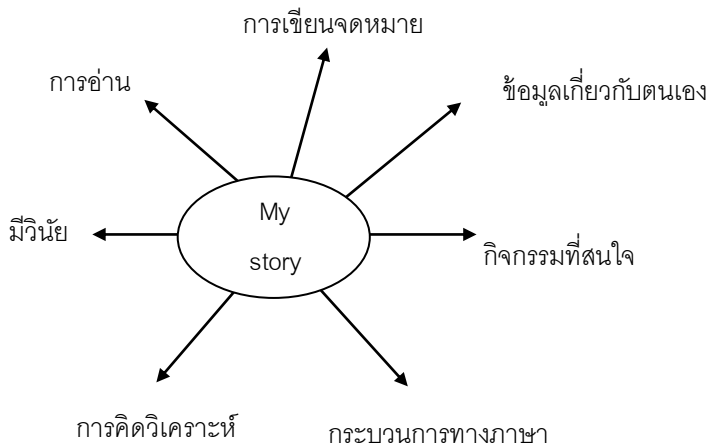 การเขียนจดหมาย
การอ่าน
ข้อมูลเกี่ยวกับตนเอง
My
story
มีวินัย
กิจกรรมที่สนใจ
การคิดวิเคราะห์
กระบวนการทางภาษา